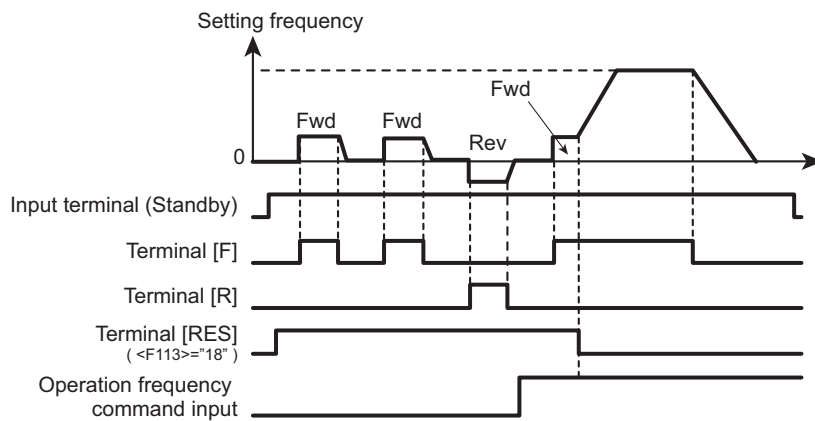 Setting frequency
Fwd
Fwd
Fwd
Rev
0
Input terminal (Standby)
Terminal [F]
Terminal [R]
Terminal [RES]
( <F113>="18" )
Operation frequency
command input